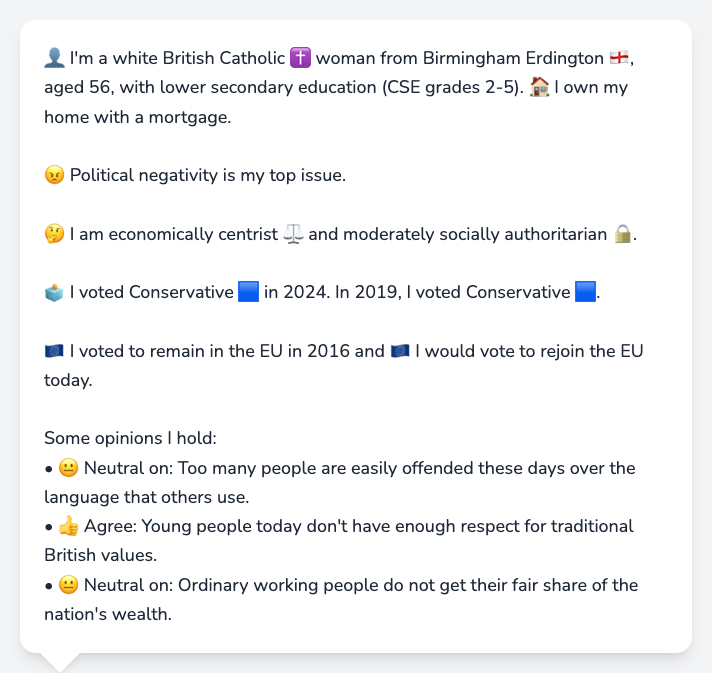 👤 I'm a white British Catholic ✝️ woman from Birmingham Erdington 🏴󠁧󠁢󠁥󠁮󠁧󠁿,
aged 56, with lower secondary education (CSE grades 2-5). 🏠 I own my
home with a mortgage.
😠 Political negativity is my top issue.
🤔 I am economically centrist ⚖️ and moderately socially authoritarian 🔒.
🗳️ I voted Conservative 🟦 in 2024. In 2019, I voted Conservative 🟦.
🇪🇺 I voted to remain in the EU in 2016 and 🇪🇺 I would vote to rejoin the EU
today.
Some opinions I hold:
• 😐 Neutral on: Too many people are easily offended these days over the
language that others use.
• 👍 Agree: Young people today don't have enough respect for traditional
British values.
• 😐 Neutral on: Ordinary working people do not get their fair share of the
nation's wealth.